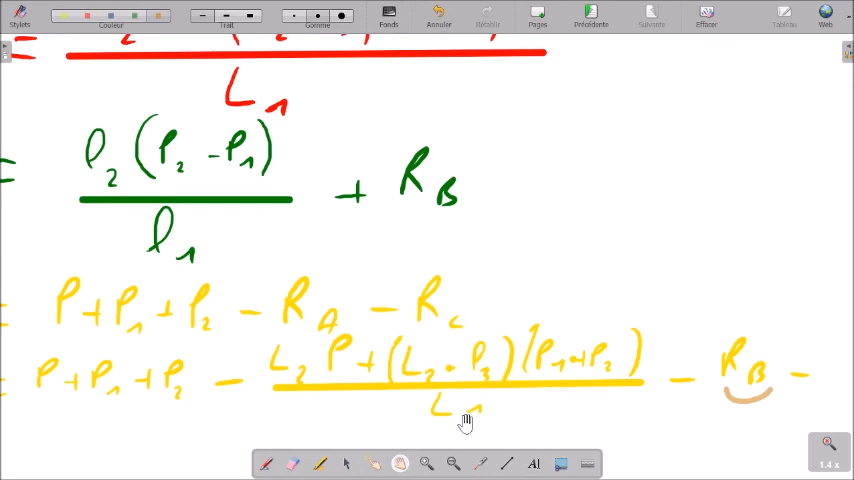 Stylets Couleur Trait Gomme Fonds Annuler Rétablir Pages Précédente Suivante Effacer Tableau Web
=
L1
= l2 (P2 - P1) + RB
l1
= P + P1 + P2 - RA - RC
= P + P1 + P2 - L2 P + (L2 + l3) (P1 + P2) - RB -
L1
AI
1.4 x